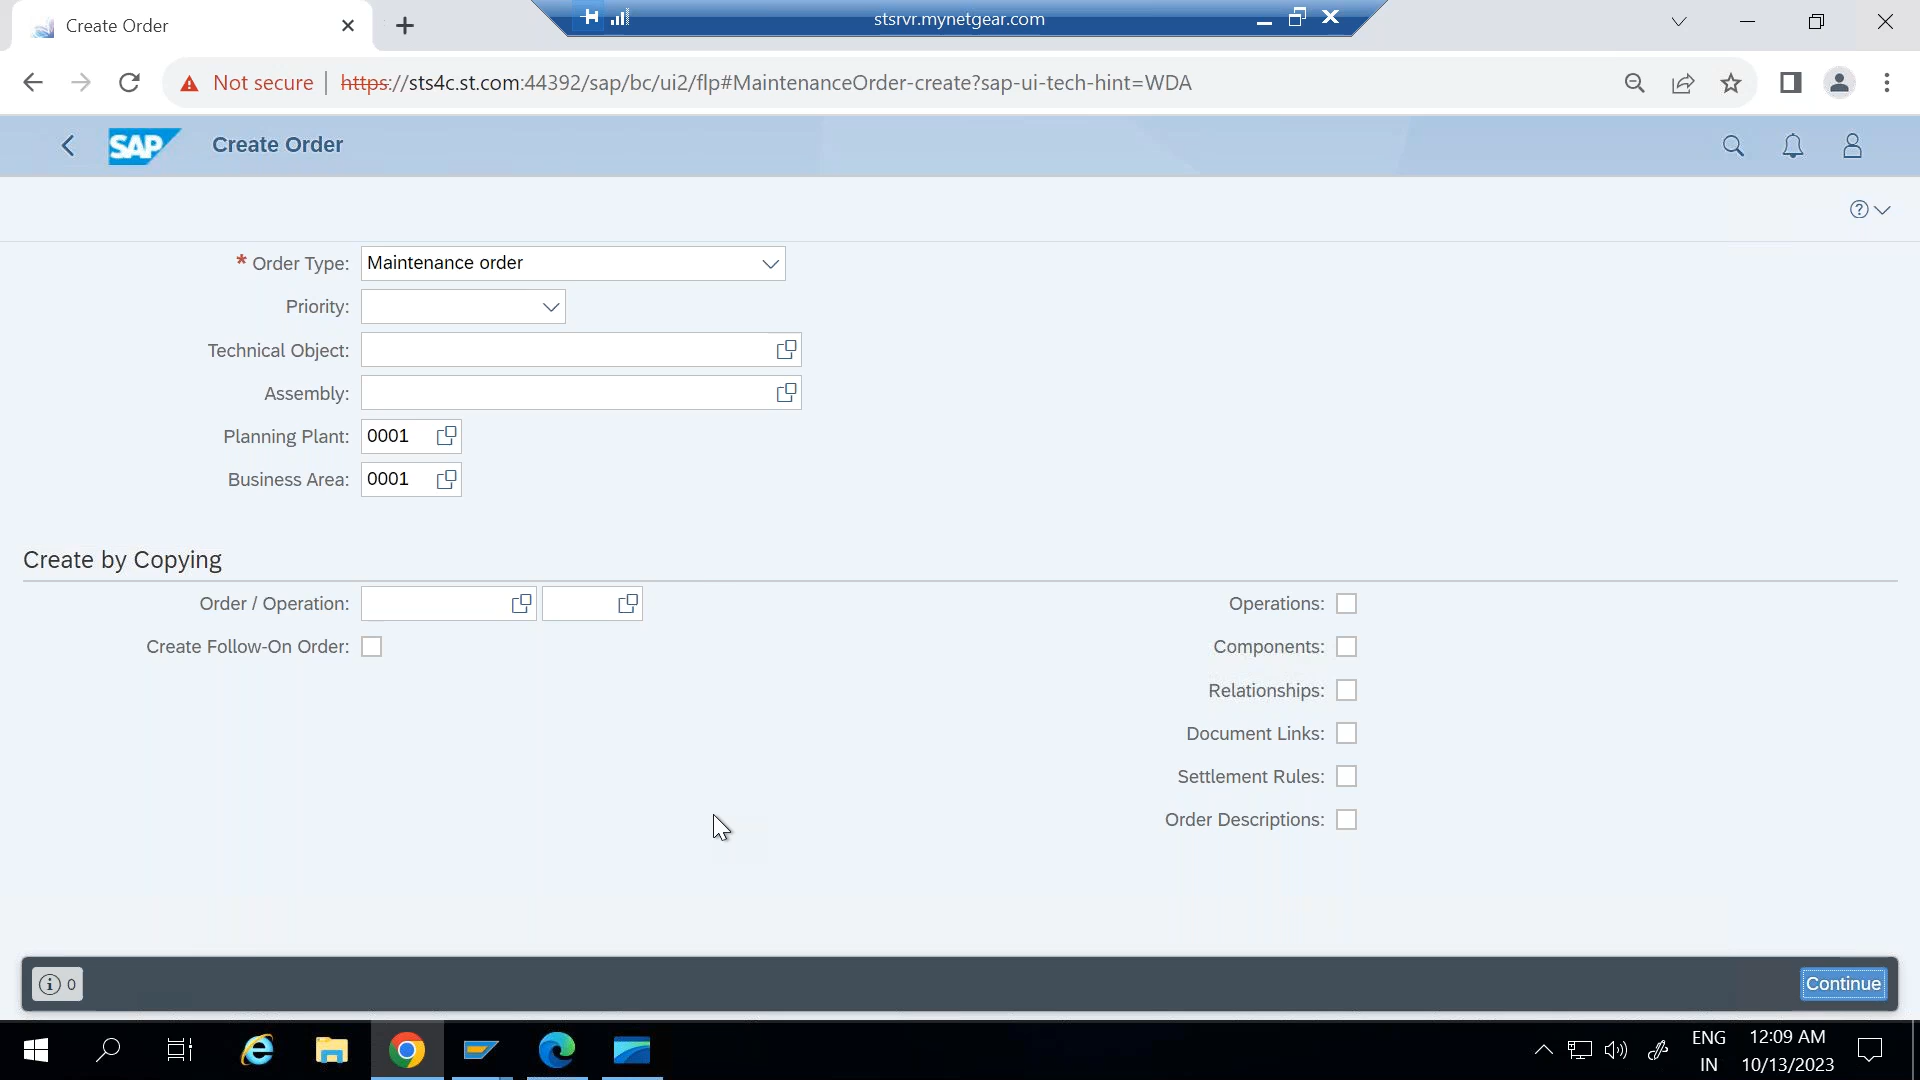 Create Order
stsrvr.mynetgear.com
Not secure https://sts4c.st.com:44392/sap/bc/ui2/flp#MaintenanceOrder-create?sap-ui-tech-hint=WDA
SAP Create Order
* Order Type: Maintenance order
Priority:
Technical Object:
Assembly:
Planning Plant: 0001
Business Area: 0001
Create by Copying
Order / Operation:
Operations:
Create Follow-On Order:
Components:
Relationships:
Document Links:
Settlement Rules:
Order Descriptions:
0 Continue
ENG 12:09 AM
IN 10/13/2023